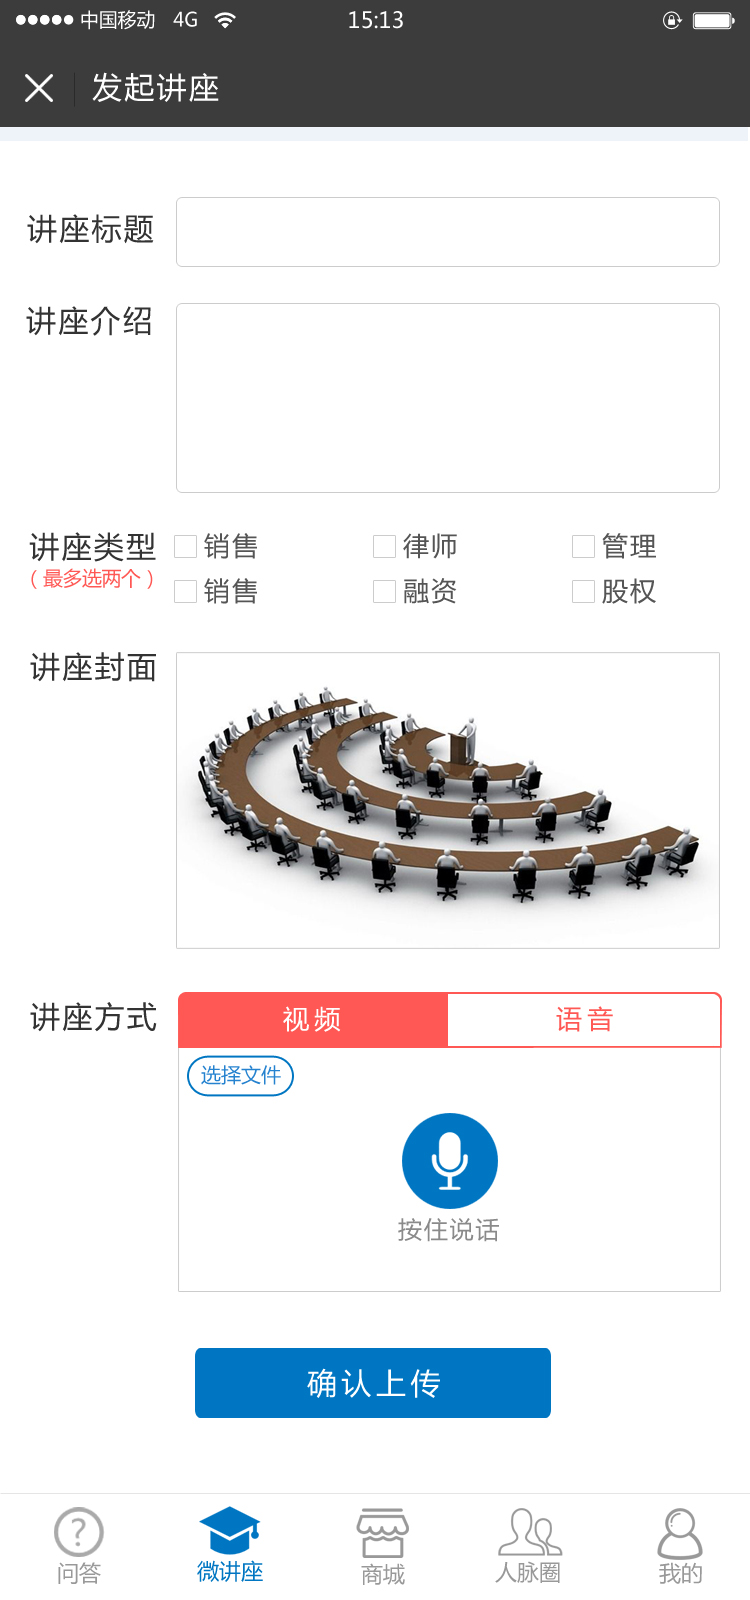 中国移动 4G 15:13
发起讲座
讲座标题
讲座介绍
讲座类型 销售 律师 管理
（最多选两个） 销售 融资 股权
讲座封面
讲座方式 视频 语音
选择文件
按住说话
确认上传
问答 微讲座 商城 人脉圈 我的